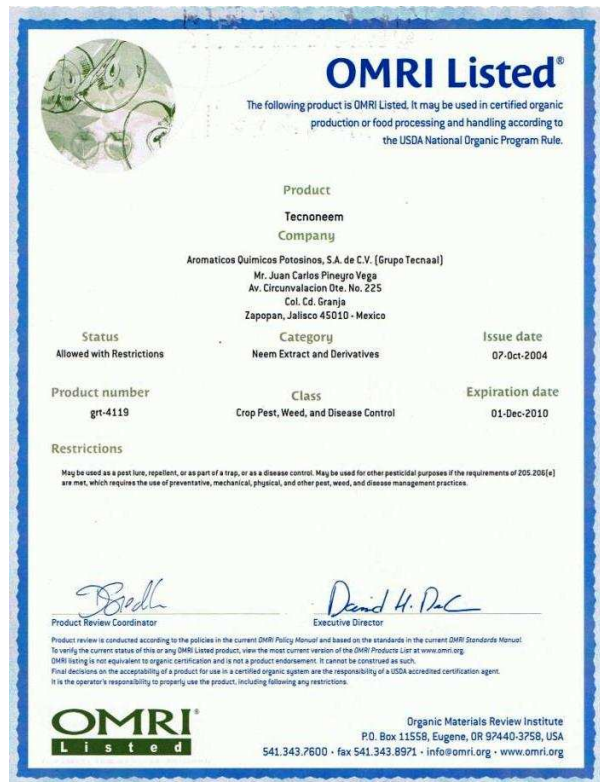 OMRI Listed®
The following product is OMRI Listed. It may be used in certified organic
production or food processing and handling according to
the USDA National Organic Program Rule.
Product
Tecnoneem
Company
Aromaticos Quimicos Potosinos, S.A. de C.V. (Grupo Tecnaal)
Mr. Juan Carlos Pineyro Vega
Av. Circunvalacion Ote. No. 225
Col. Cd. Granja
Zapopan, Jalisco 45010 - Mexico
Status
Allowed with Restrictions
Category
Neem Extract and Derivatives
Issue date
07-Oct-2004
Product number
grt-4119
Class
Crop Pest, Weed, and Disease Control
Expiration date
01-Dec-2010
Restrictions
May be used as a pest lure, repellent, or as part of a trap, or as a disease control. May be used for other pesticidal purposes if the requirements of 205.206(e)
are met, which requires the use of preventative, mechanical, physical, and other pest, weed, and disease management practices.
Product Review Coordinator
Executive Director
Product review is conducted according to the policies in the current OMRI Policy Manual and based on the standards in the current OMRI Standards Manual.
To verify the current status of this or any OMRI Listed product, view the most current version of the OMRI Products List at www.omri.org.
OMRI listing is not equivalent to organic certification and is not a product endorsement. It cannot be construed as such.
Final decisions on the acceptability of a product for use in a certified organic system are the responsibility of a USDA accredited certification agent.
It is the operator's responsibility to properly use the product, including following any restrictions.
OMRI®
Listed
Organic Materials Review Institute
P.O. Box 11558, Eugene, OR 97440-3758, USA
541.343.7600 · fax 541.343.8971 · info@omri.org · www.omri.org